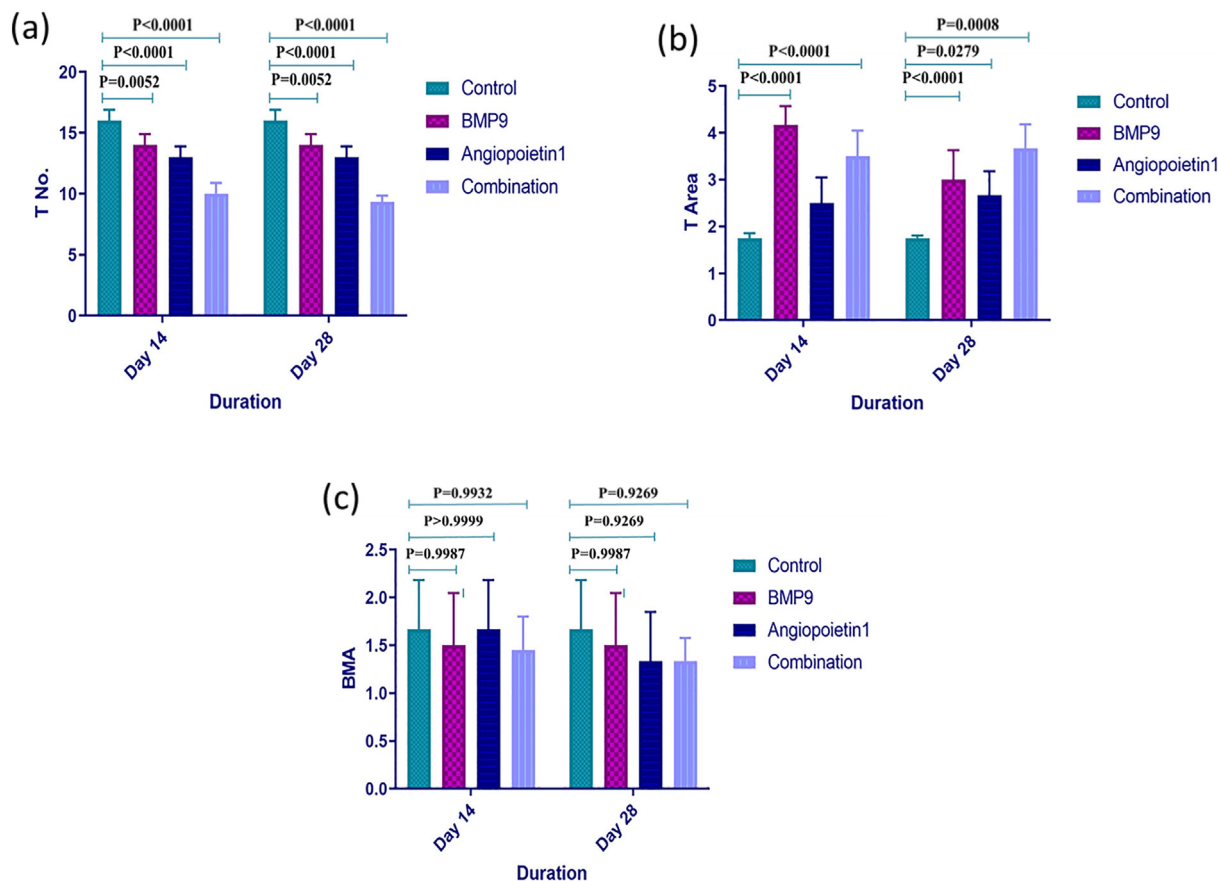 (a)
P<0.0001
P<0.0001
P=0.0052
P<0.0001
P<0.0001
P=0.0052
20
15
10
5
0
T No.
Day 14
Day 28
Duration
Control
BMP9
Angiopoietin1
Combination
(b)
P<0.0001
P<0.0001
P=0.0008
P=0.0279
P<0.0001
5
4
3
2
1
0
T Area
Day 14
Day 28
Duration
Control
BMP9
Angiopoietin1
Combination
(c)
P=0.9932
P>0.9999
P=0.9987
P=0.9269
P=0.9269
P=0.9987
2.5
2.0
1.5
1.0
0.5
0.0
BMA
Day 14
Day 28
Duration
Control
BMP9
Angiopoietin1
Combination